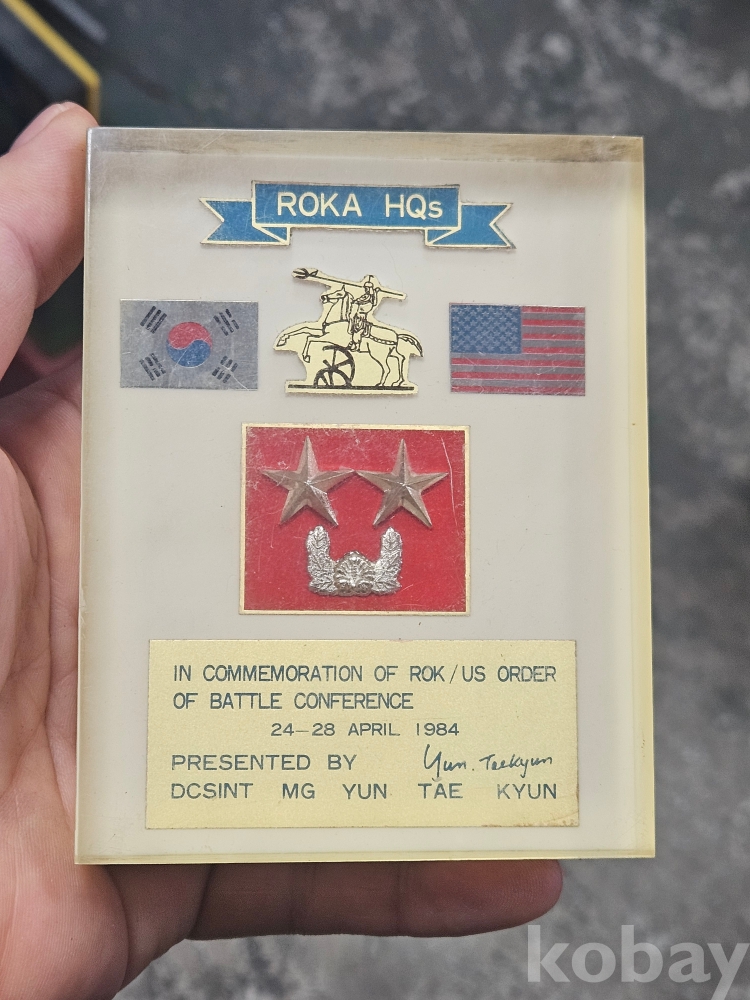 ROKA HQs
IN COMMEMORATION OF ROK/US ORDER
OF BATTLE CONFERENCE
24-28 APRIL 1984
PRESENTED BY Yun. Taekyun
DCSINT MG YUN TAE KYUN
kobay